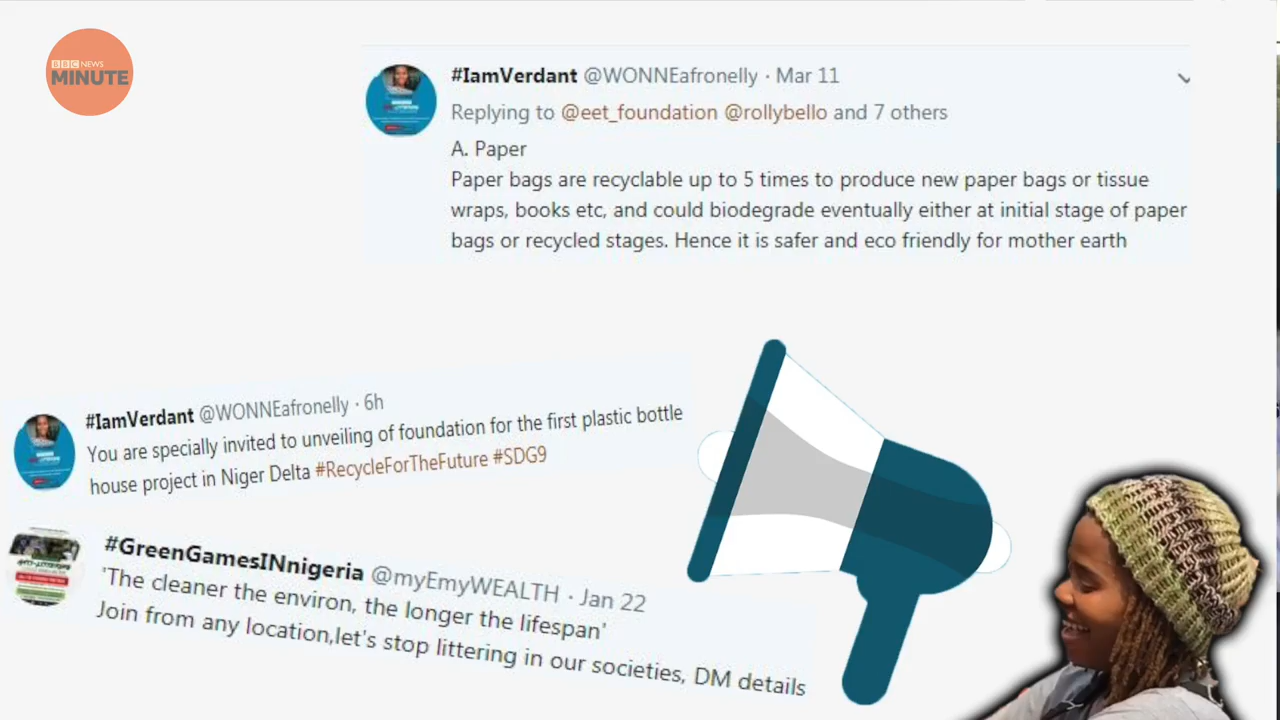 BBC NEWS
MINUTE
#IamVerdant @WONNEafronelly · Mar 11
Replying to @eet_foundation @rollybello and 7 others
A. Paper
Paper bags are recyclable up to 5 times to produce new paper bags or tissue
wraps, books etc, and could biodegrade eventually either at initial stage of paper
bags or recycled stages. Hence it is safer and eco friendly for mother earth
#IamVerdant @WONNEafronelly · 6h
You are specially invited to unveiling of foundation for the first plastic bottle
house project in Niger Delta #RecycleForTheFuture #SDG9
#GreenGamesINnigeria @myEmyWEALTH · Jan 22
'The cleaner the environ, the longer the lifespan'
Join from any location,let's stop littering in our societies, DM details